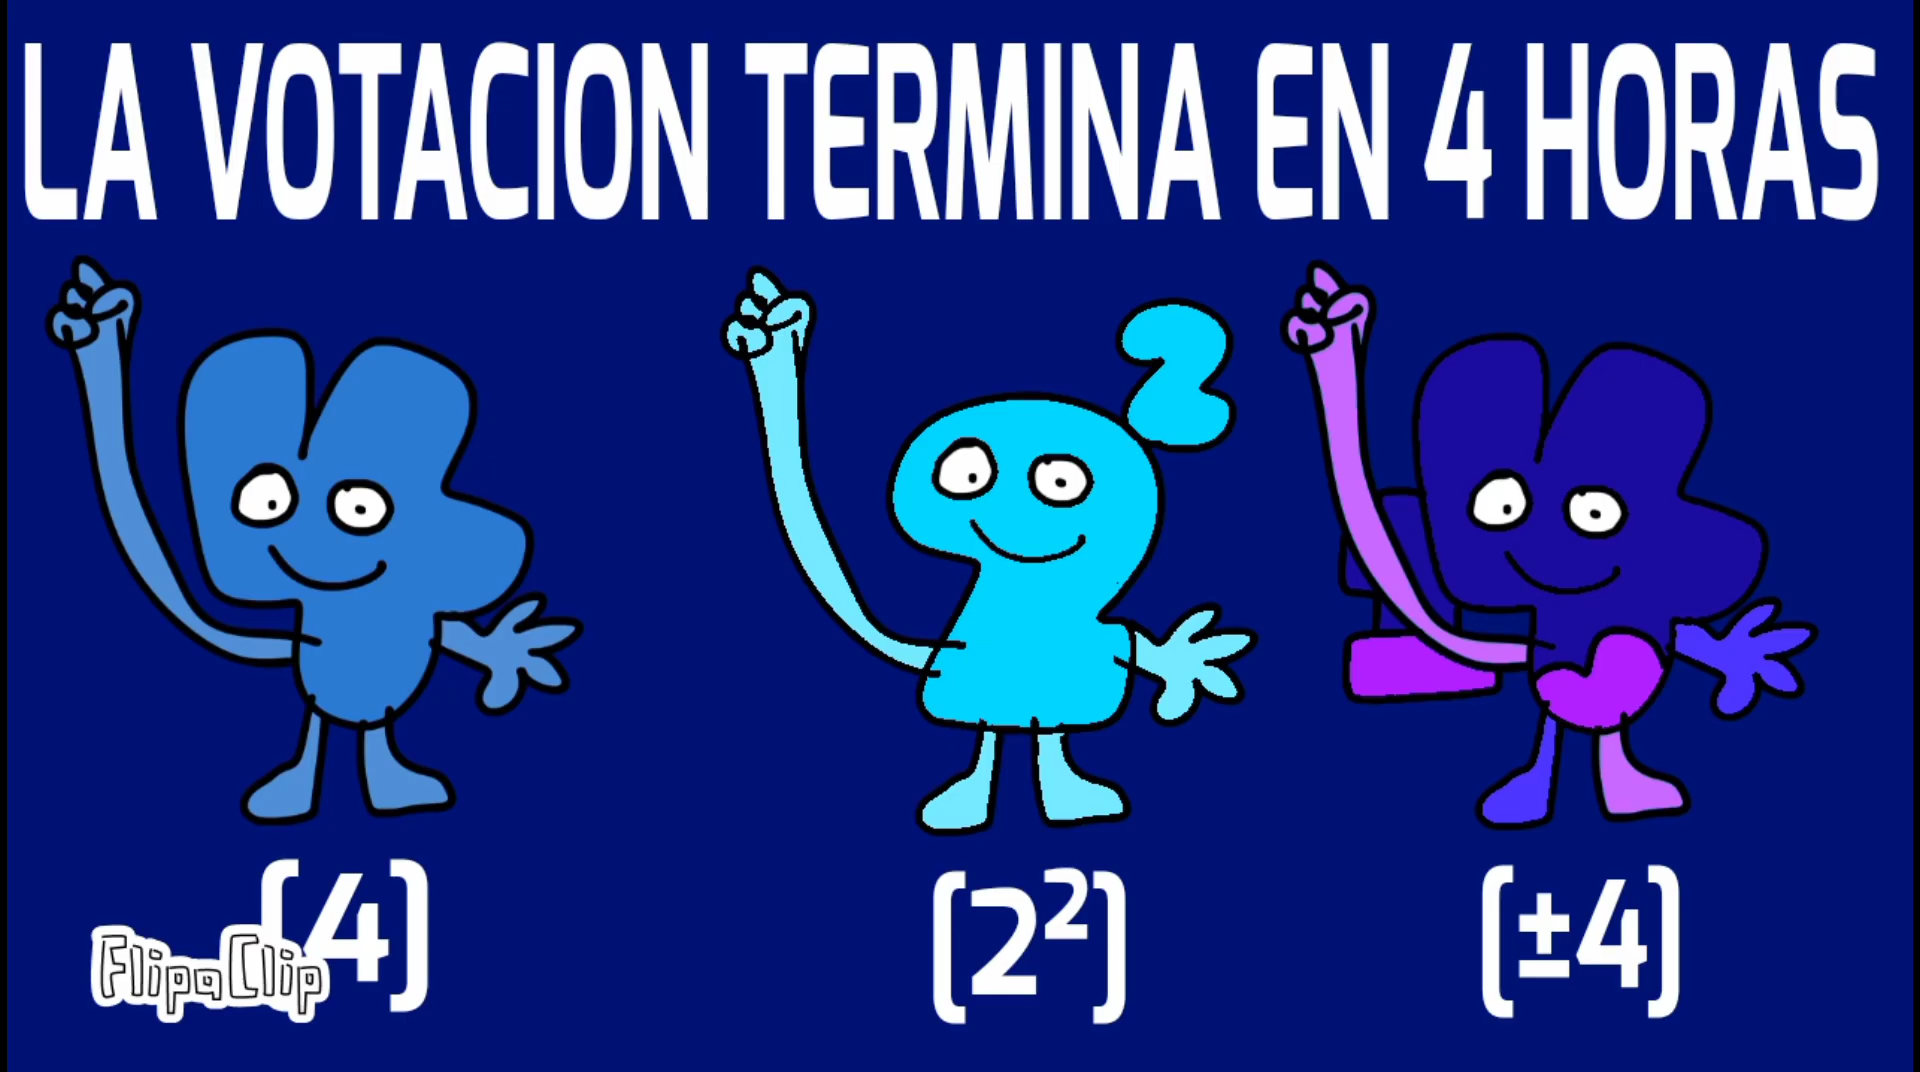 LA VOTACION TERMINA EN 4 HORAS
[4] [2²] [±4]
FlipaClip